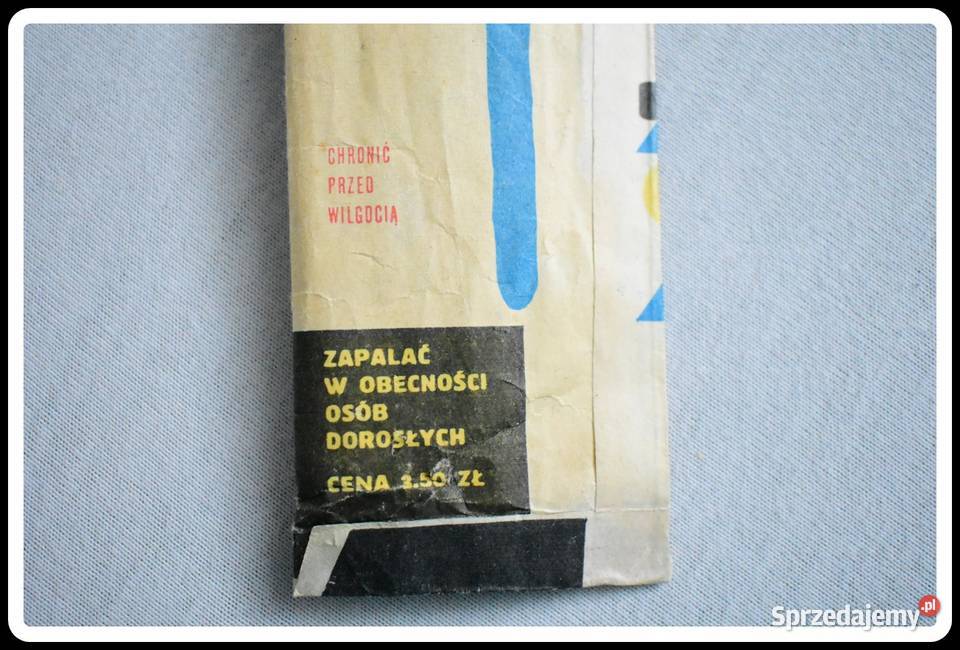 CHRONIĆ
PRZED
WILGOCIĄ
ZAPALAĆ
W OBECNOŚCI
OSÓB
DOROSŁYCH
CENA 3.50 ZŁ
Sprzedajemy.pl